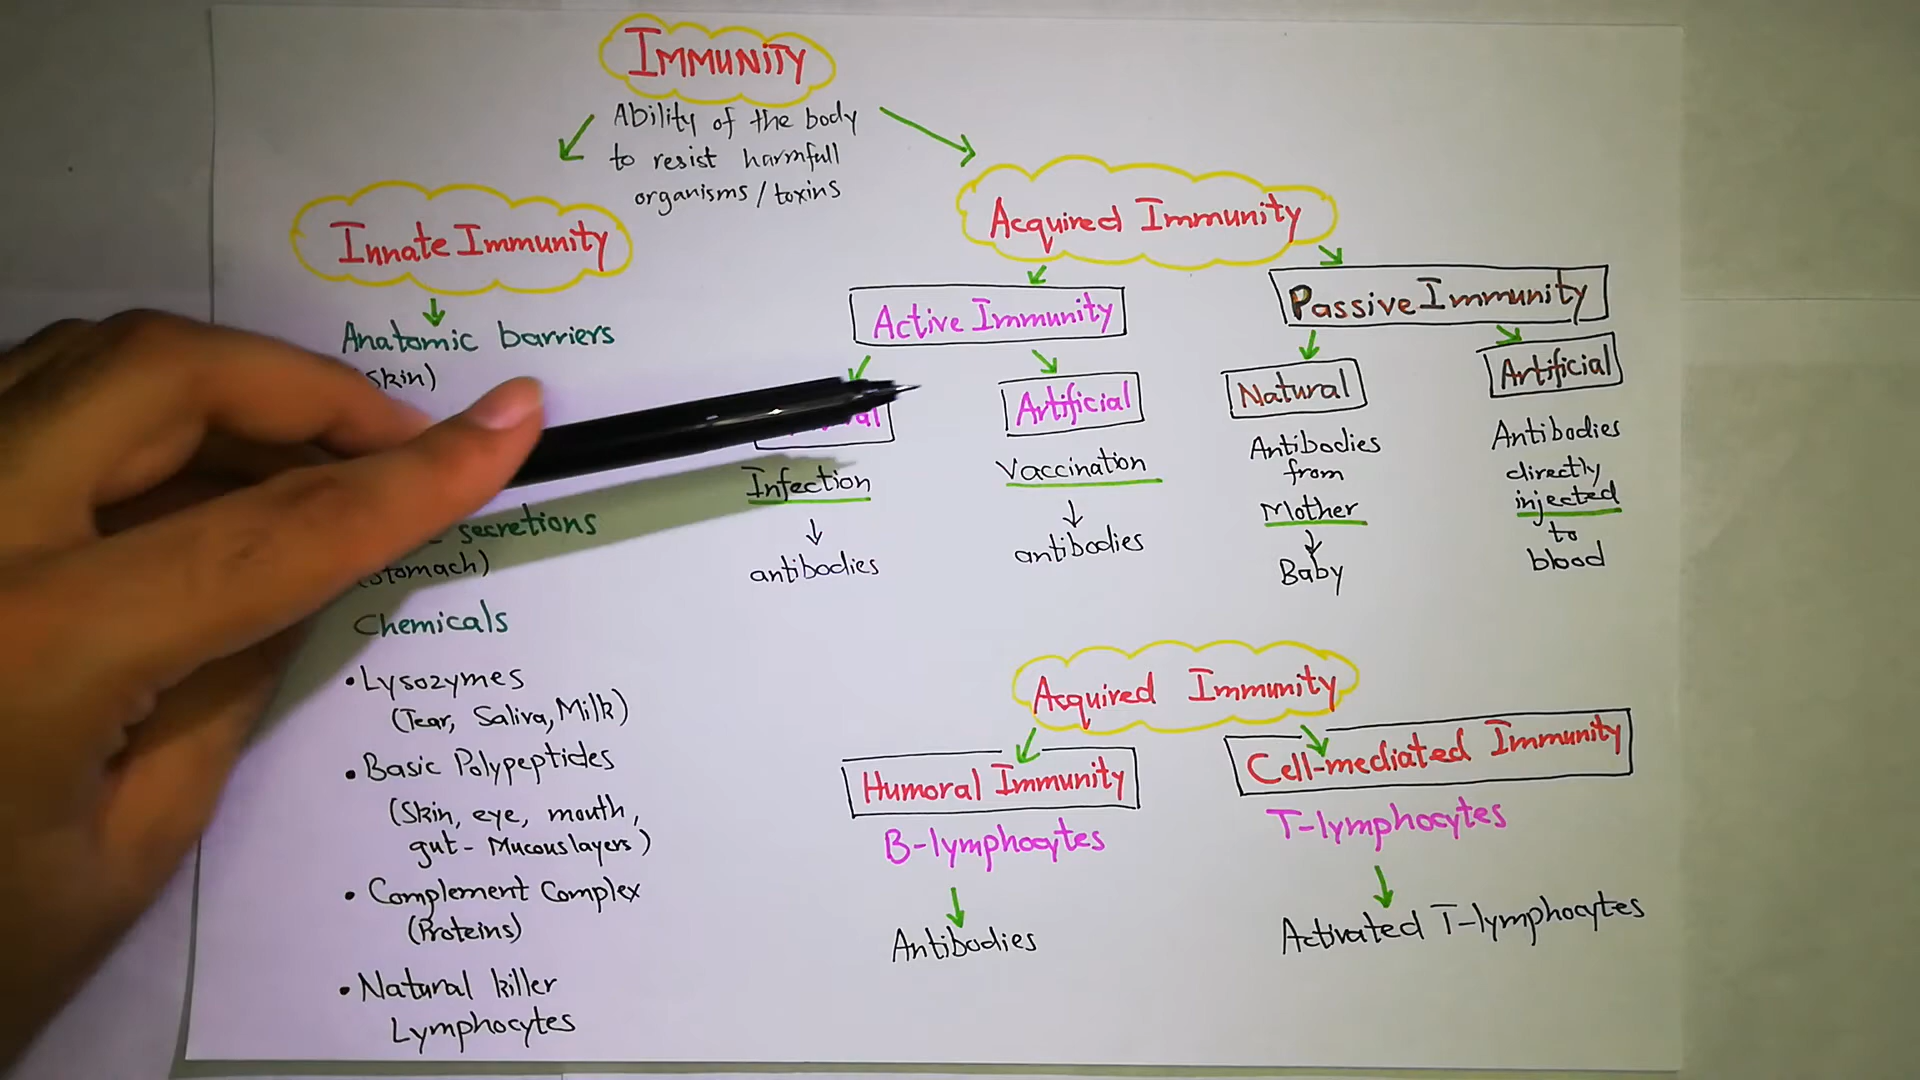 IMMUNITY
Ability of the body
to resist harmfull
organisms / toxins
Innate Immunity
Anatomic barriers
(Skin)
secretions
(Stomach)
Chemicals
• Lysozymes
(Tear, Saliva, Milk)
• Basic Polypeptides
(Skin, eye, mouth,
gut - Mucous layers)
• Complement Complex
(Proteins)
• Natural killer
Lymphocytes
Acquired Immunity
Active Immunity
Infection
antibodies
Artificial
Vaccination
antibodies
Passive Immunity
Natural
Antibodies
from
Mother
Baby
Artificial
Antibodies
directly
injected
to
blood
Acquired Immunity
Humoral Immunity
B-lymphocytes
Antibodies
Cell-mediated Immunity
T-lymphocytes
Activated T-lymphocytes